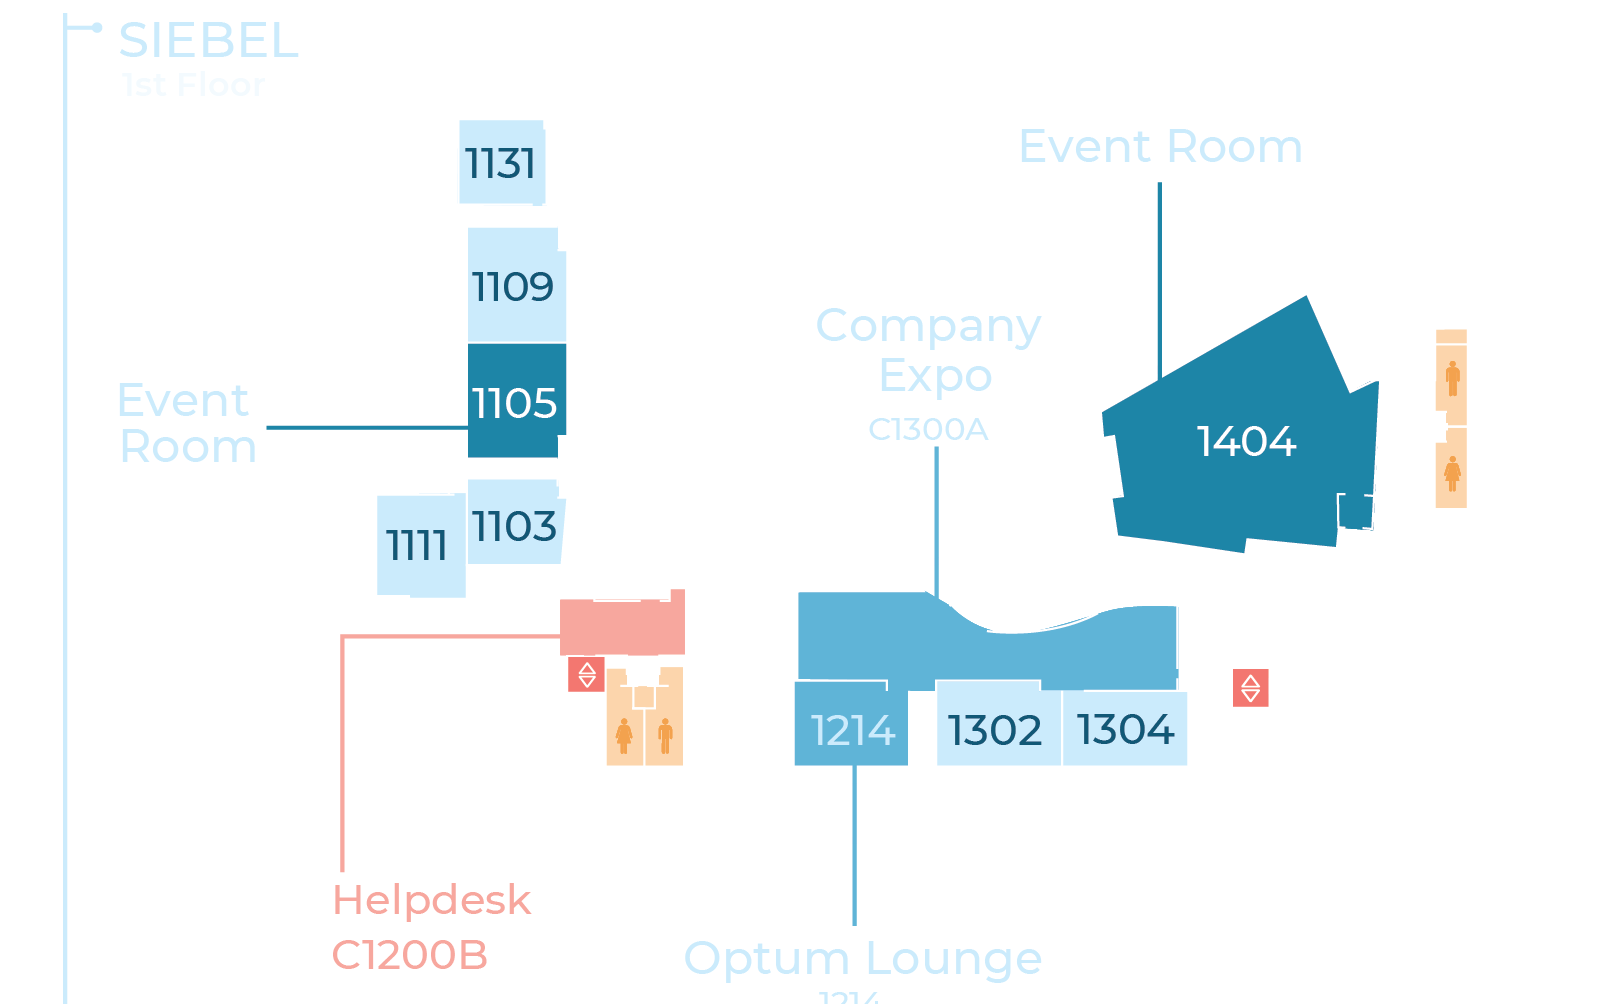 SIEBEL
1st Floor
1131
Event Room
1109
Company
Expo
C1300A
1105
Event
Room
1404
1103
1111
1214
1302
1304
Helpdesk
C1200B
Optum Lounge
1214